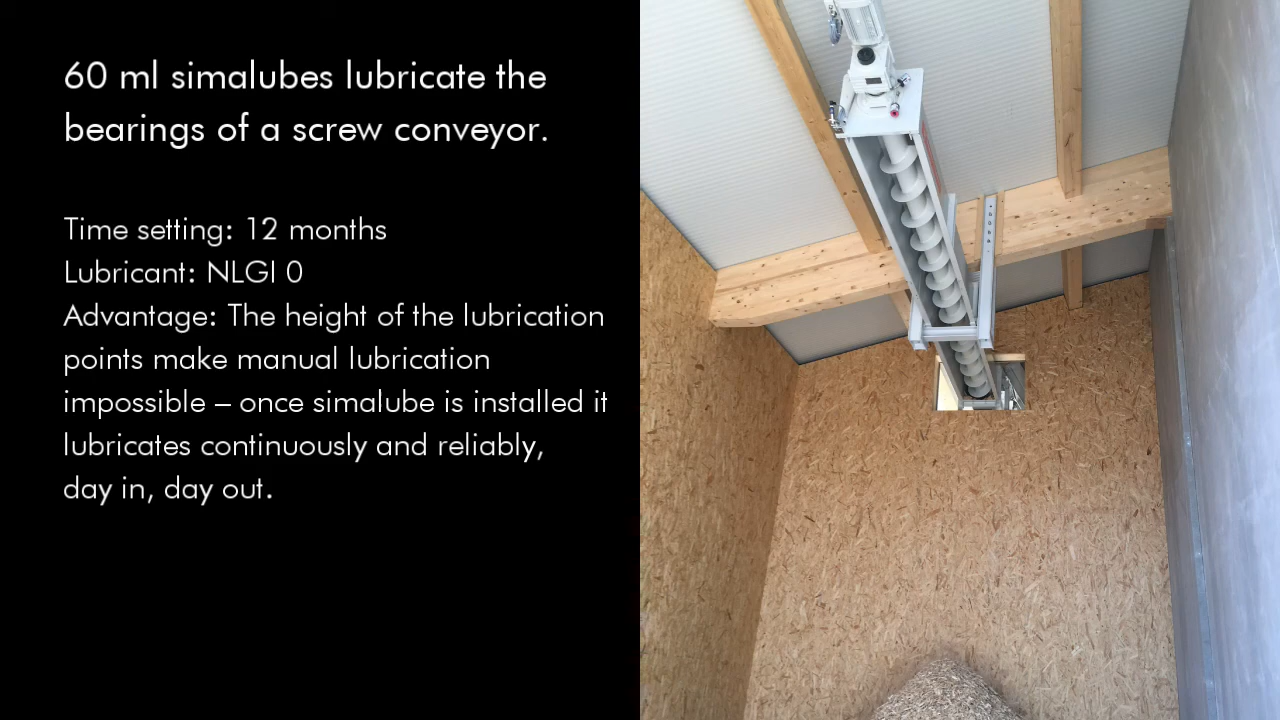 60 ml simalubes lubricate the
bearings of a screw conveyor.
Time setting: 12 months
Lubricant: NLGI 0
Advantage: The height of the lubrication
points make manual lubrication
impossible – once simalube is installed it
lubricates continuously and reliably,
day in, day out.